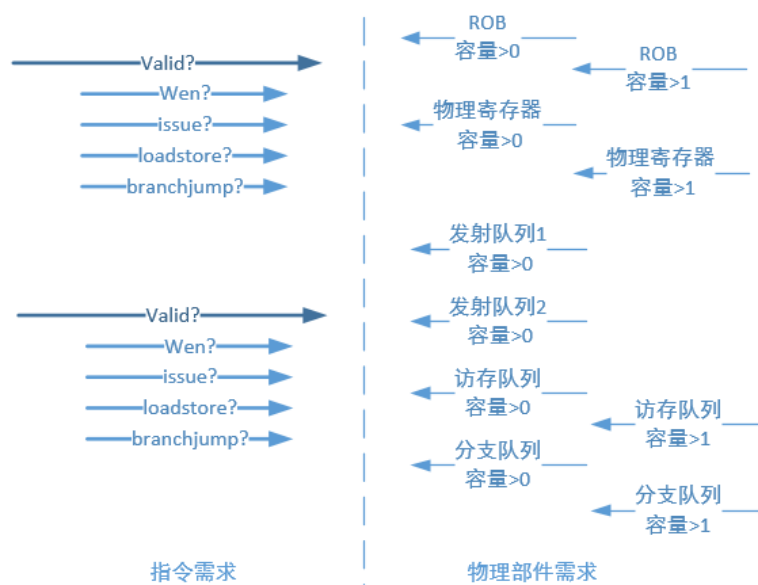 Valid?
Wen?
issue?
loadstore?
branchjump?
Valid?
Wen?
issue?
loadstore?
branchjump?
指令需求
ROB
容量>0
ROB
容量>1
物理寄存器
容量>0
物理寄存器
容量>1
发射队列1
容量>0
发射队列2
容量>0
访存队列
容量>0
访存队列
容量>1
分支队列
容量>0
分支队列
容量>1
物理部件需求